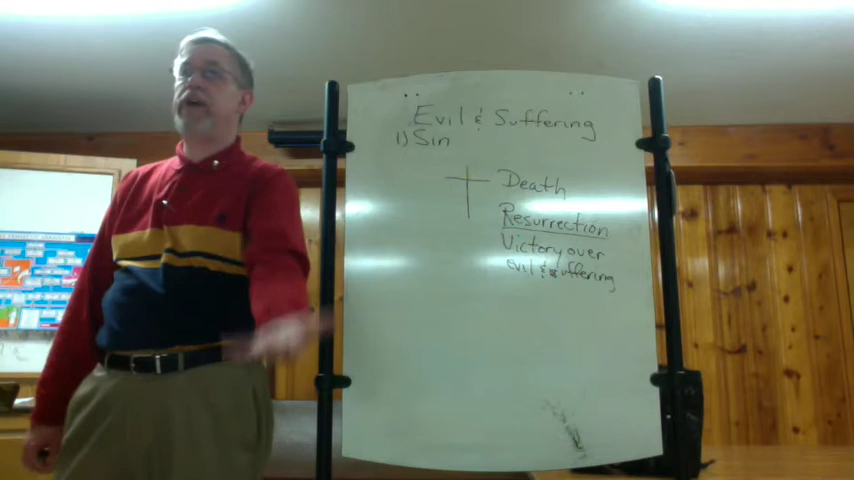 Evil & Suffering
1) Sin
Death
Resurrection
Victory over
evil & suffering